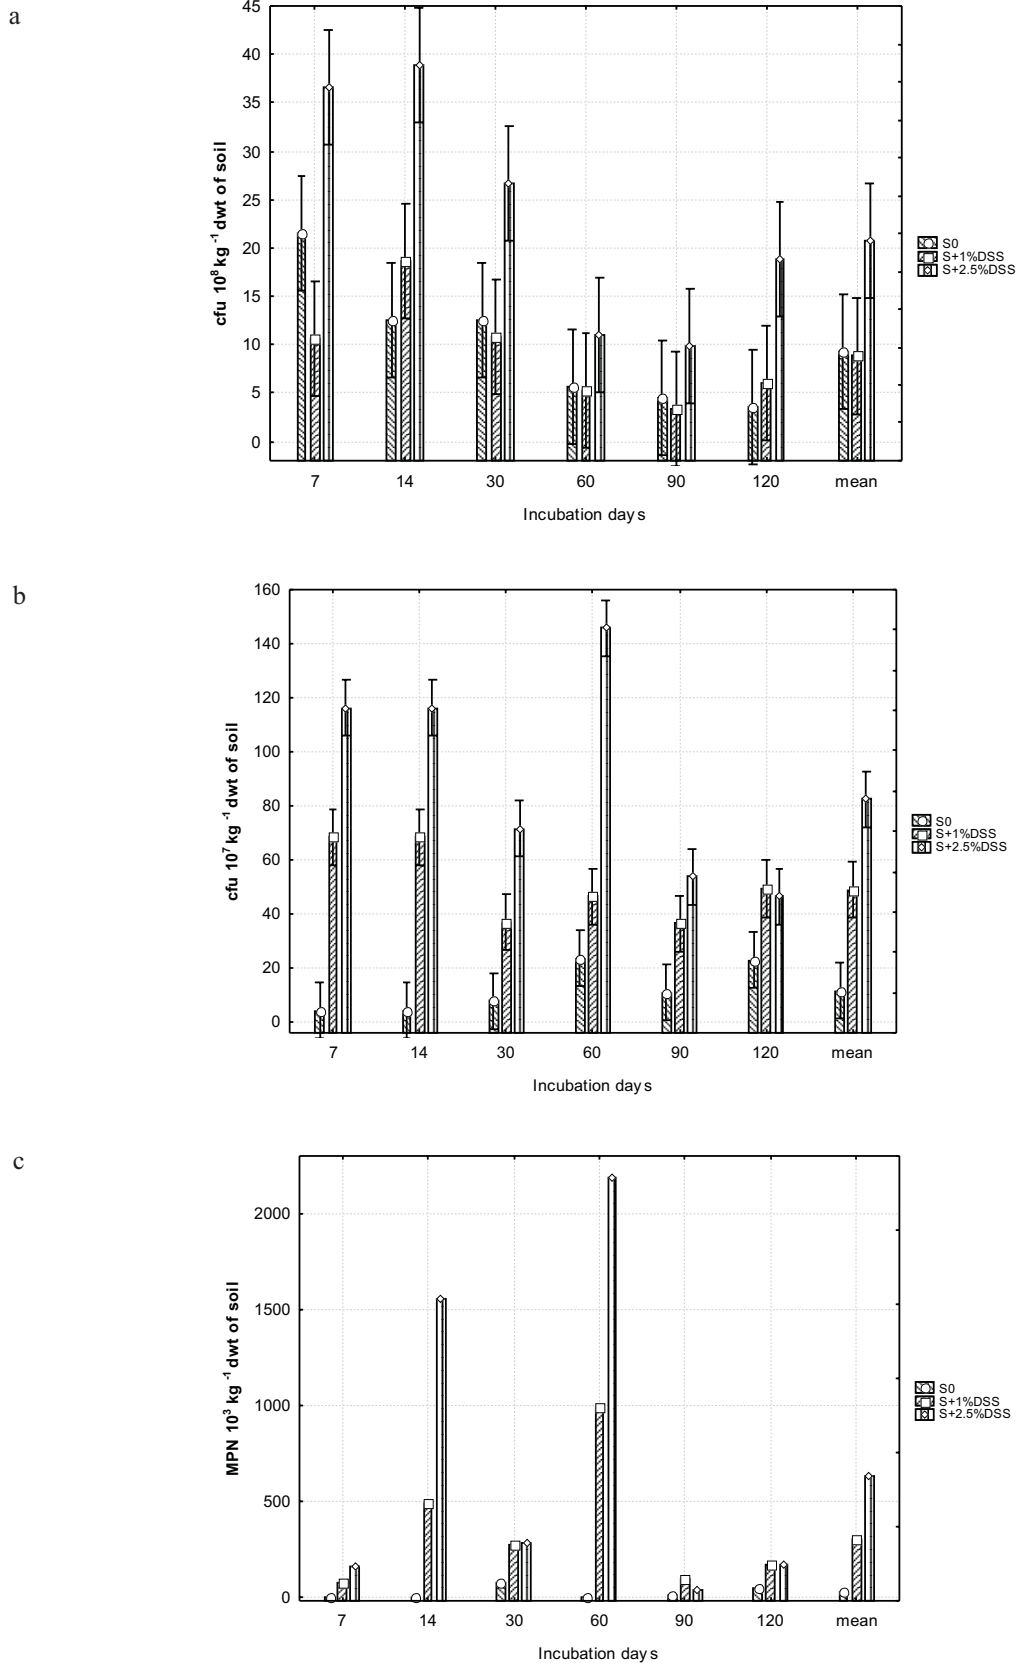 a
45
40
35
30
25
20
15
10
5
0
cfu 10⁸ kg⁻¹ dwt of soil
7 14 30 60 90 120 mean
Incubation days
S0
S+1%DSS
S+2.5%DSS
b
160
140
120
100
80
60
40
20
0
cfu 10⁷ kg⁻¹ dwt of soil
7 14 30 60 90 120 mean
Incubation days
S0
S+1%DSS
S+2.5%DSS
c
2000
1500
1000
500
0
MPN 10³ kg⁻¹ dwt of soil
7 14 30 60 90 120 mean
Incubation days
S0
S+1%DSS
S+2.5%DSS